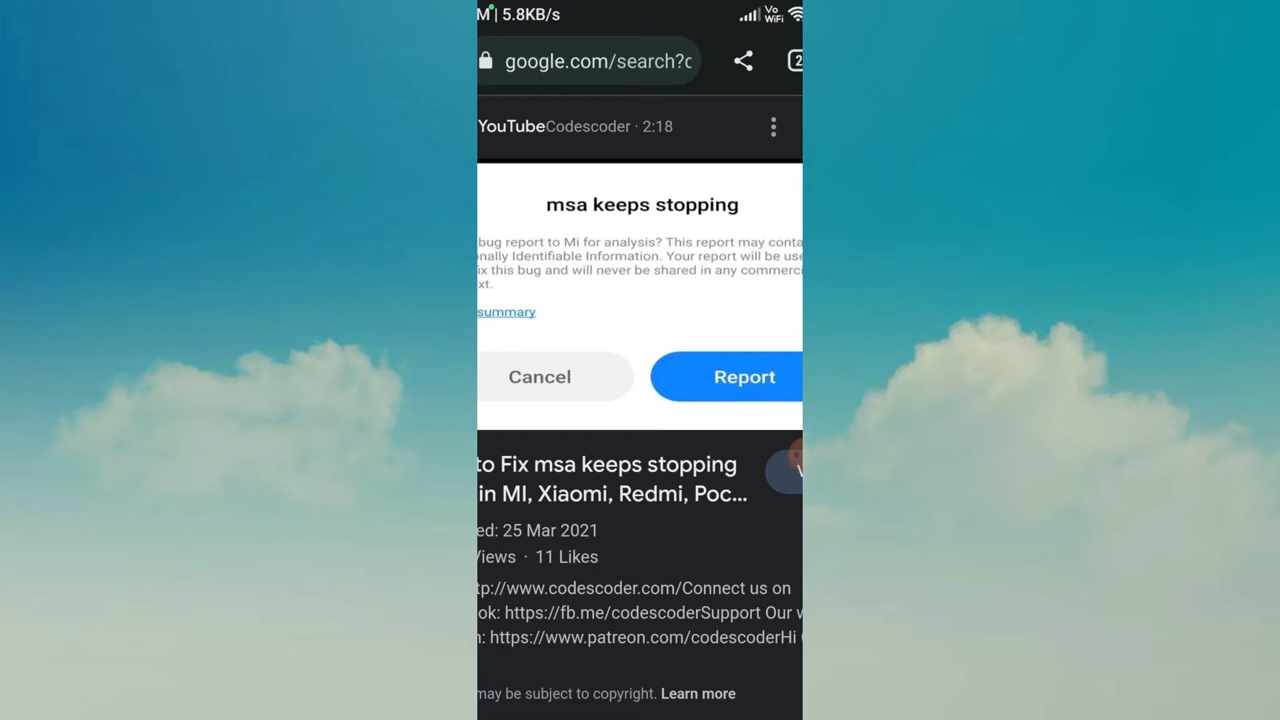 M | 5.8KB/s Vo WiFi
google.com/search?c 2
YouTube Codescoder · 2:18
msa keeps stopping
bug report to Mi for analysis? This report may conta
nally Identifiable Information. Your report will be use
ix this bug and will never be shared in any commerc
xt.
summary
Cancel Report
to Fix msa keeps stopping
in MI, Xiaomi, Redmi, Poc...
ed: 25 Mar 2021
views · 11 Likes
tp://www.codescoder.com/Connect us on
ok: https://fb.me/codescoderSupport Our w
n: https://www.patreon.com/codescoderHi
may be subject to copyright. Learn more